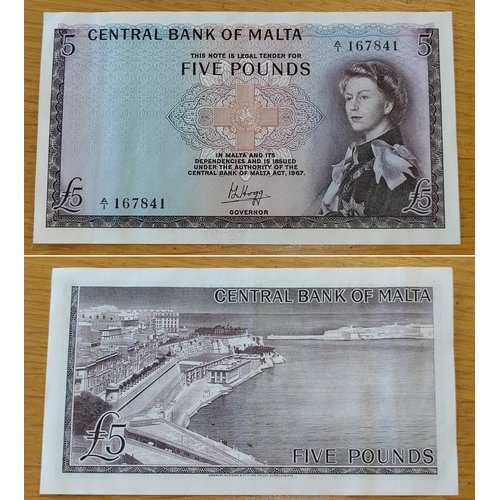 5 CENTRAL BANK OF MALTA 5
THIS NOTE IS LEGAL TENDER FOR
A/1 167841
FIVE POUNDS
IN MALTA AND ITS
DEPENDENCIES AND IS ISSUED
UNDER THE AUTHORITY OF THE
CENTRAL BANK OF MALTA ACT, 1967.
A/1 167841
£5
GOVERNOR
£5
CENTRAL BANK OF MALTA
£5
FIVE POUNDS